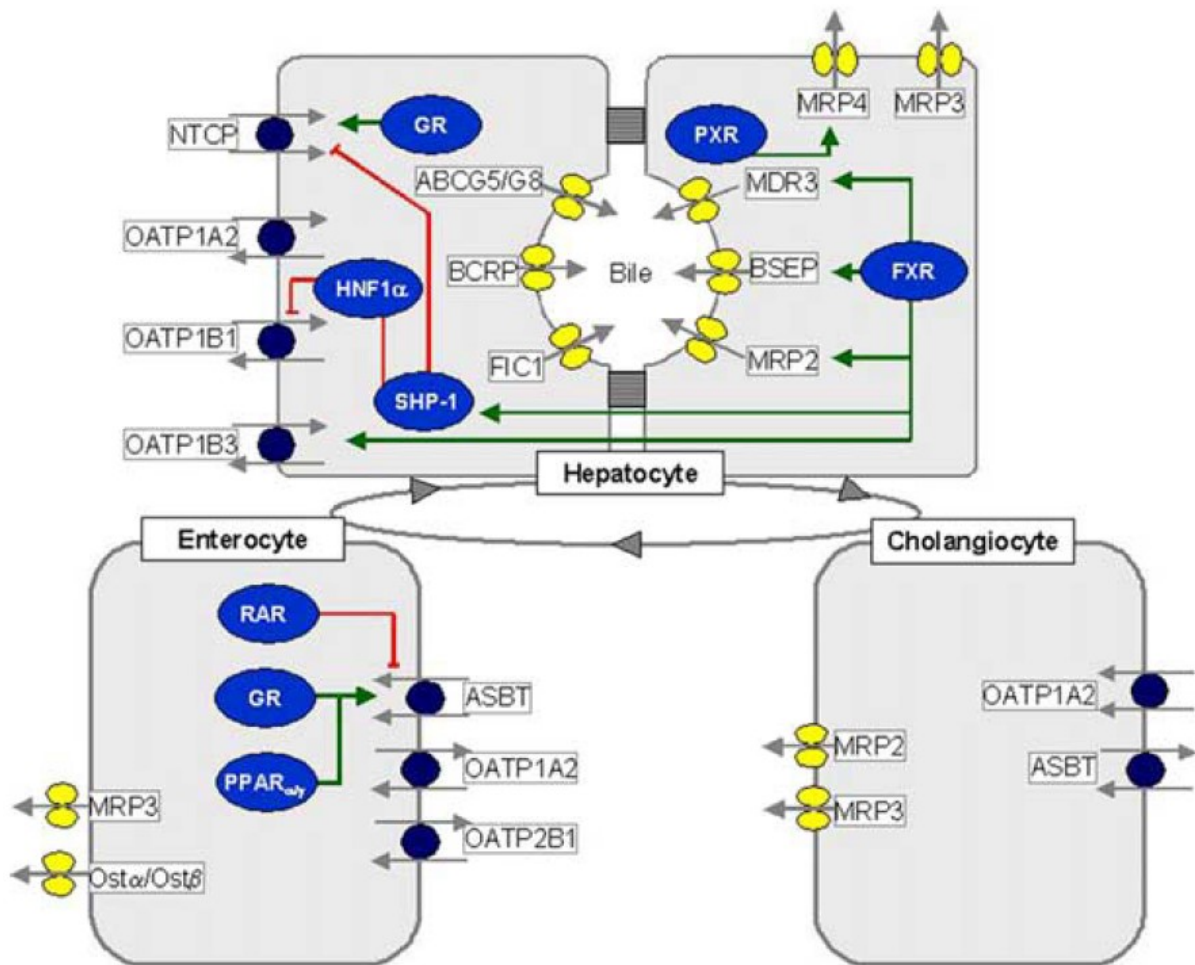 MRP4
MRP3
NTCP
GR
PXR
ABCG5/G8
MDR3
OATP1A2
HNF1α
BCRP
Bile
BSEP
FXR
OATP1B1
FIC1
MRP2
SHP-1
OATP1B3
Hepatocyte
Enterocyte
Cholangiocyte
RAR
GR
ASBT
PPARα/γ
OATP1A2
MRP3
OATP2B1
Ostα/Ostβ
OATP1A2
MRP2
ASBT
MRP3